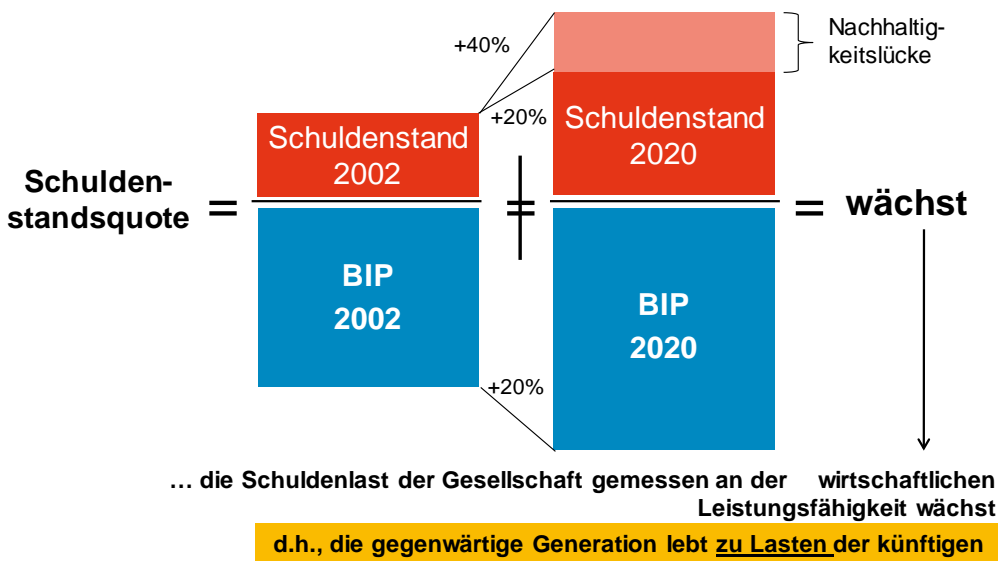 Nachhaltig-
keitslücke
+40%
+20%
Schuldenstand
2002
Schuldenstand
2020
Schulden-
standsquote
=
ǂ
=
wächst
BIP
2002
BIP
2020
+20%
… die Schuldenlast der Gesellschaft gemessen an der wirtschaftlichen
Leistungsfähigkeit wächst
d.h., die gegenwärtige Generation lebt zu Lasten der künftigen